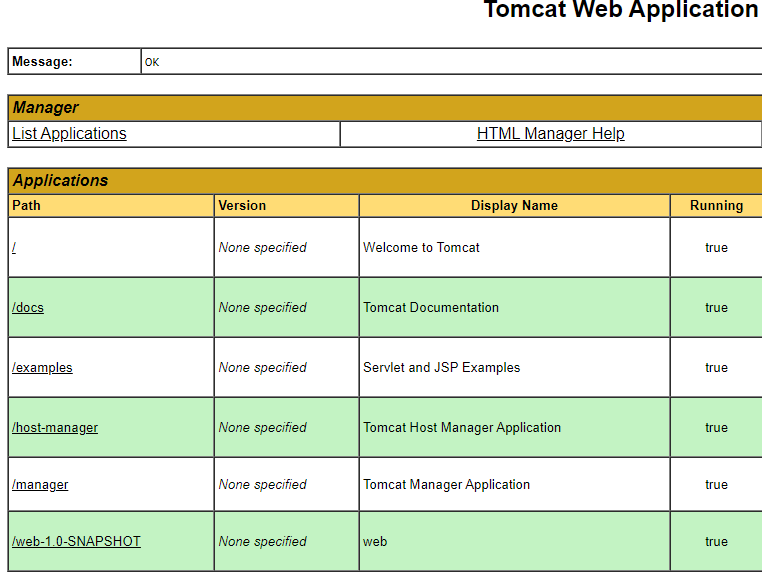 Tomcat Web Application
Message: OK
Manager
List Applications HTML Manager Help
Applications
Path Version Display Name Running
/ None specified Welcome to Tomcat true
/docs None specified Tomcat Documentation true
/examples None specified Servlet and JSP Examples true
/host-manager None specified Tomcat Host Manager Application true
/manager None specified Tomcat Manager Application true
/web-1.0-SNAPSHOT None specified web true